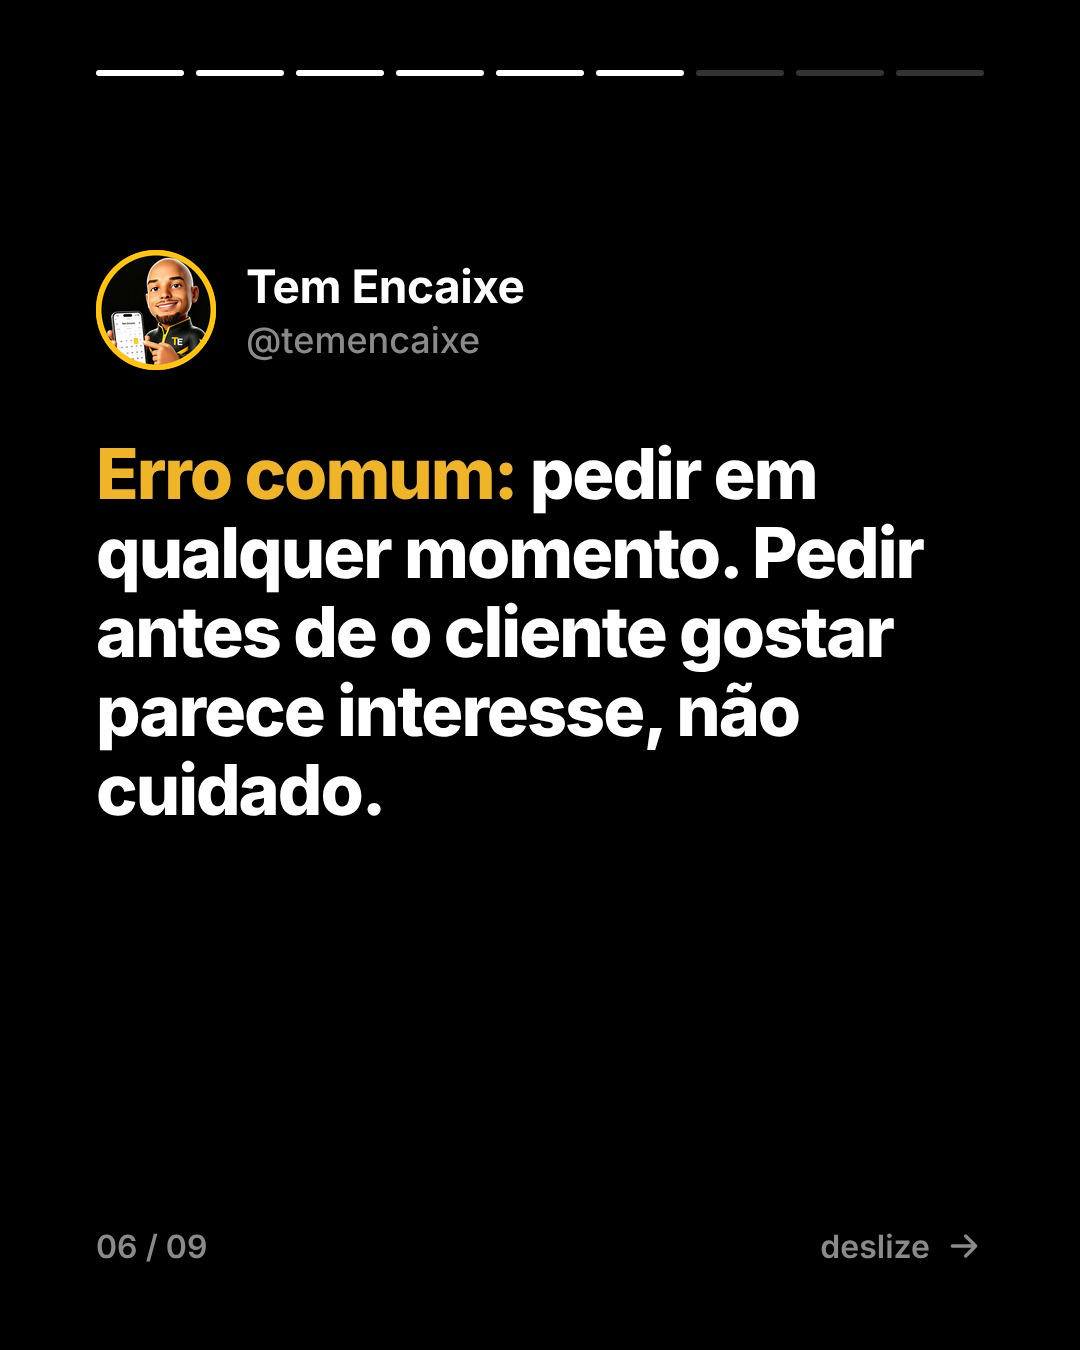 Tem Encaixe
@temencaixe
Erro comum: pedir em
qualquer momento. Pedir
antes de o cliente gostar
parece interesse, não
cuidado.
06 / 09
deslize →